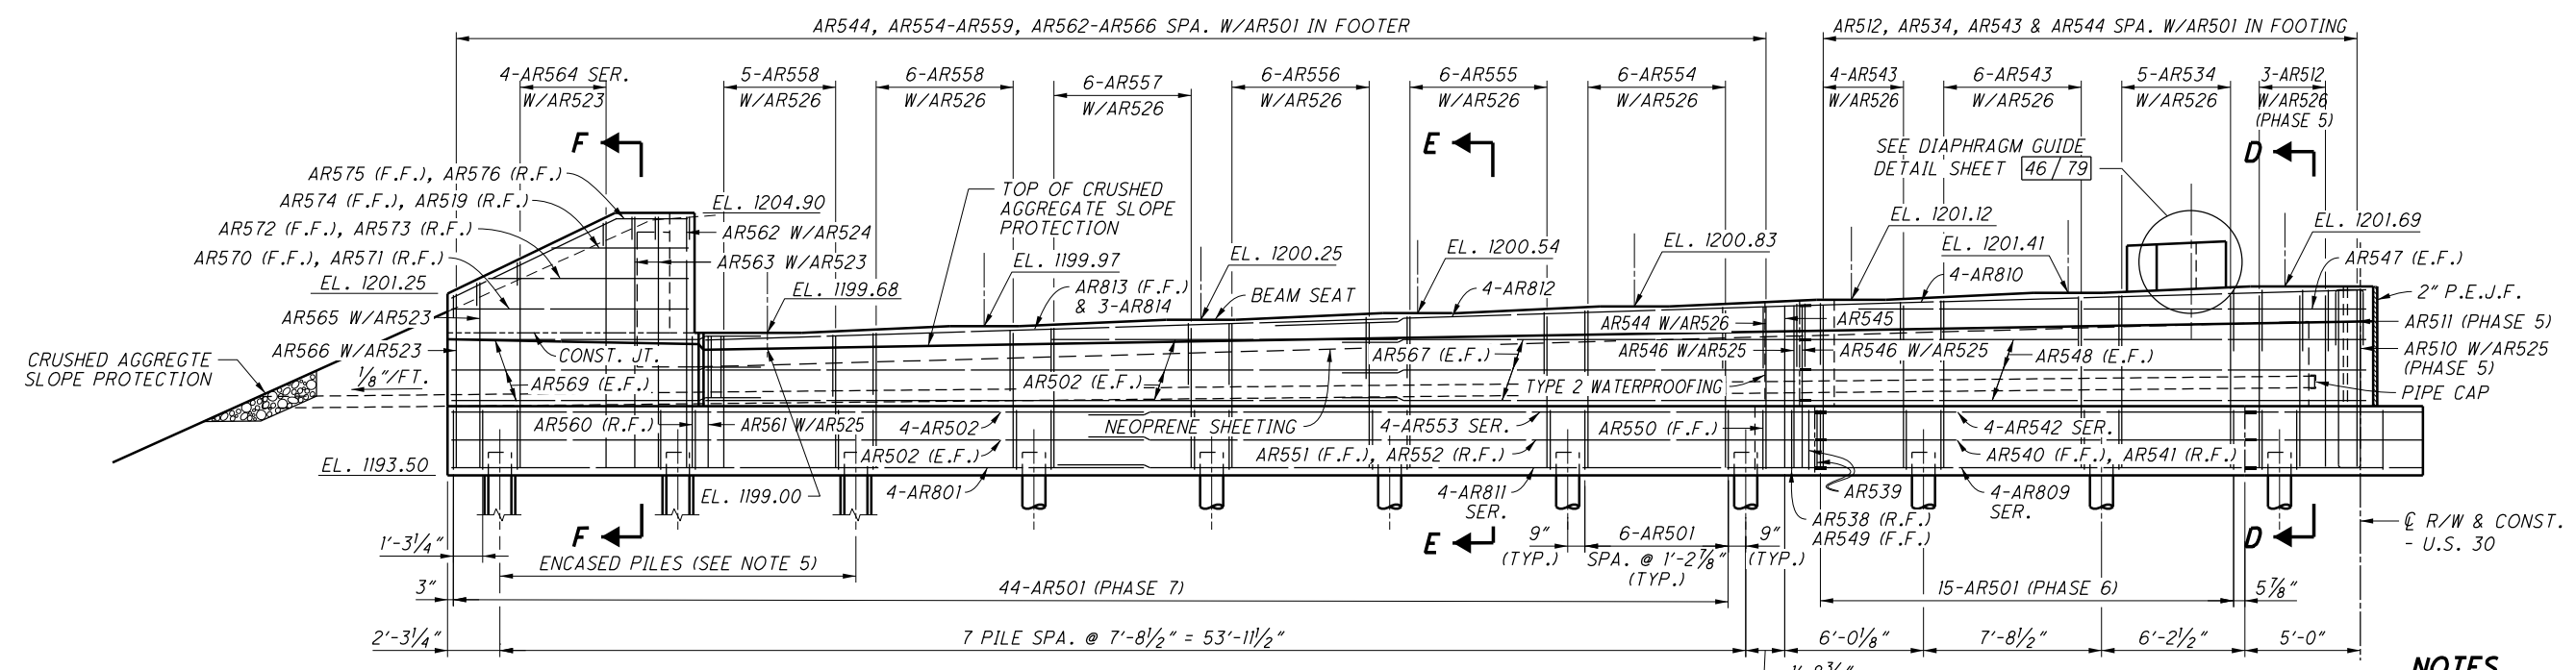 AR544, AR554-AR559, AR562-AR566 SPA. W/AR501 IN FOOTER
AR512, AR534, AR543 & AR544 SPA. W/AR501 IN FOOTING
4-AR564 SER.
W/AR523
5-AR558
W/AR526
6-AR558
W/AR526
6-AR557
W/AR526
6-AR556
W/AR526
6-AR555
W/AR526
6-AR554
W/AR526
4-AR543
W/AR526
6-AR543
W/AR526
5-AR534
W/AR526
3-AR512
W/AR526
(PHASE 5)
F
E
D
SEE DIAPHRAGM GUIDE
DETAIL SHEET 46 / 79
AR575 (F.F.), AR576 (R.F.)
AR574 (F.F.), AR519 (R.F.)
AR572 (F.F.), AR573 (R.F.)
AR570 (F.F.), AR571 (R.F.)
EL. 1201.25
AR565 W/AR523
AR566 W/AR523
EL. 1204.90
AR562 W/AR524
AR563 W/AR523
EL. 1199.68
TOP OF CRUSHED
AGGREGATE SLOPE
PROTECTION
EL. 1199.97
AR813 (F.F.)
& 3-AR814
EL. 1200.25
BEAM SEAT
EL. 1200.54
4-AR812
EL. 1200.83
EL. 1201.12
4-AR810
EL. 1201.41
EL. 1201.69
AR547 (E.F.)
2" P.E.J.F.
AR511 (PHASE 5)
AR510 W/AR525
(PHASE 5)
PIPE CAP
CRUSHED AGGREGTE
SLOPE PROTECTION
1/8"/FT.
CONST. JT.
AR569 (E.F.)
AR502 (E.F.)
AR567 (E.F.)
AR544 W/AR526
AR546 W/AR525
TYPE 2 WATERPROOFING
AR545
AR546 W/AR525
AR548 (E.F.)
AR560 (R.F.)
AR561 W/AR525
4-AR502
AR502 (E.F.)
4-AR801
NEOPRENE SHEETING
4-AR553 SER.
AR551 (F.F.), AR552 (R.F.)
4-AR811
SER.
AR550 (F.F.)
4-AR542 SER.
AR540 (F.F.), AR541 (R.F.)
4-AR809
SER.
AR539
AR538 (R.F.)
AR549 (F.F.)
EL. 1193.50
EL. 1199.00
F
E
D
℄ R/W & CONST.
- U.S. 30
1'-3 1/4"
ENCASED PILES (SEE NOTE 5)
9"
(TYP.)
6-AR501
SPA. @ 1'-2 7/8"
(TYP.)
9"
(TYP.)
3"
44-AR501 (PHASE 7)
15-AR501 (PHASE 6)
5 7/8"
2'-3 1/4"
7 PILE SPA. @ 7'-8 1/2" = 53'-11 1/2"
6'-0 1/8"
7'-8 1/2"
6'-2 1/2"
5'-0"
NOTES